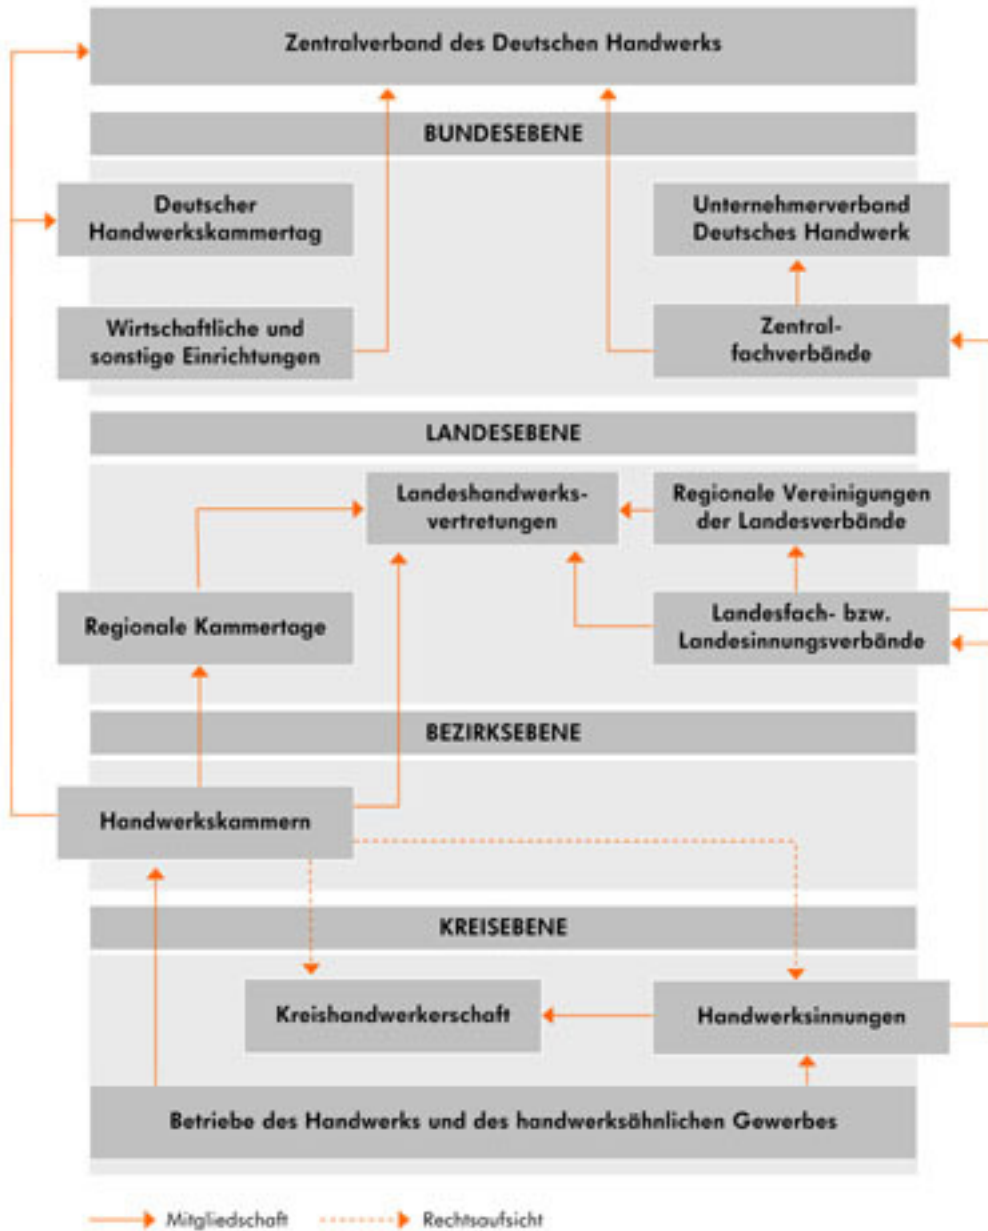 Zentralverband des Deutschen Handwerks
BUNDESEBENE
Deutscher
Handwerkskammertag
Unternehmerverband
Deutsches Handwerk
Wirtschaftliche und
sonstige Einrichtungen
Zentral-
fachverbände
LANDESEBENE
Landeshandwerks-
vertretungen
Regionale Vereinigungen
der Landesverbände
Regionale Kammertage
Landesfach- bzw.
Landesinnungsverbände
BEZIRKSEBENE
Handwerkskammern
KREISEBENE
Kreishandwerkerschaft
Handwerksinnungen
Betriebe des Handwerks und des handwerksähnlichen Gewerbes
Mitgliedschaft Rechtsaufsicht